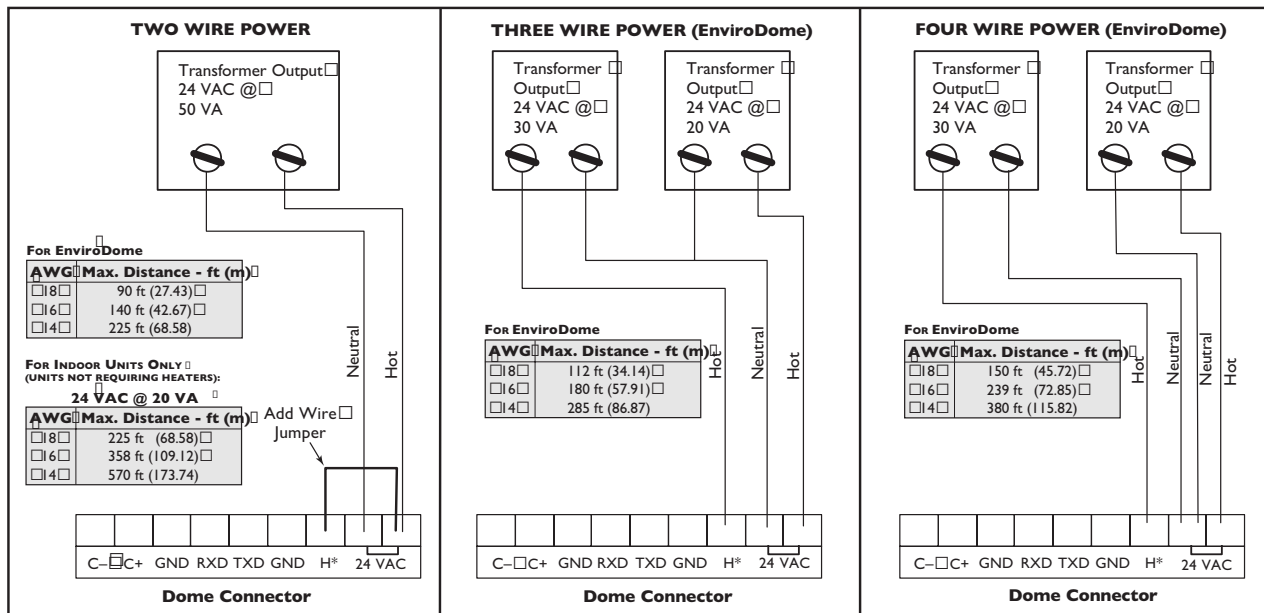 TWO WIRE POWER
Transformer Output
24 VAC @
50 VA
FOR EnviroDome
AWG Max. Distance - ft (m)
18 90 ft (27.43)
16 140 ft (42.67)
14 225 ft (68.58)
FOR INDOOR UNITS ONLY
(UNITS NOT REQUIRING HEATERS):
24 VAC @ 20 VA
AWG Max. Distance - ft (m)
18 225 ft (68.58)
16 358 ft (109.12)
14 570 ft (173.74)
Add Wire
Jumper
Neutral
Hot
C– C+ GND RXD TXD GND H* 24 VAC
Dome Connector
THREE WIRE POWER (EnviroDome)
Transformer
Output
24 VAC @
30 VA
Transformer
Output
24 VAC @
20 VA
FOR EnviroDome
AWG Max. Distance - ft (m)
18 112 ft (34.14)
16 180 ft (57.91)
14 285 ft (86.87)
Hot
Neutral
Hot
C– C+ GND RXD TXD GND H* 24 VAC
Dome Connector
FOUR WIRE POWER (EnviroDome)
Transformer
Output
24 VAC @
30 VA
Transformer
Output
24 VAC @
20 VA
FOR EnviroDome
AWG Max. Distance - ft (m)
18 150 ft (45.72)
16 239 ft (72.85)
14 380 ft (115.82)
Hot
Neutral
Neutral
Hot
C– C+ GND RXD TXD GND H* 24 VAC
Dome Connector